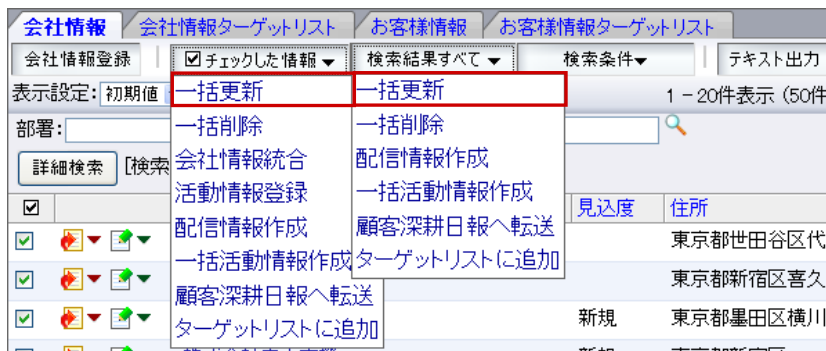 会社情報 会社情報ターゲットリスト お客様情報 お客様情報ターゲットリスト
会社情報登録 チェックした情報▼ 検索結果すべて▼ 検索条件▼ テキスト出力
表示設定: 初期値 1-20件表示 (50件
部署:
詳細検索 [検索
一括更新
一括削除
会社情報統合
活動情報登録
配信情報作成
一括活動情報作成
顧客深耕日報へ転送
ターゲットリストに追加
一括更新
一括削除
配信情報作成
一括活動情報作成
顧客深耕日報へ転送
ターゲットリストに追加
見込度 住所
東京都世田谷区代
東京都新宿区喜久
新規 東京都墨田区横川